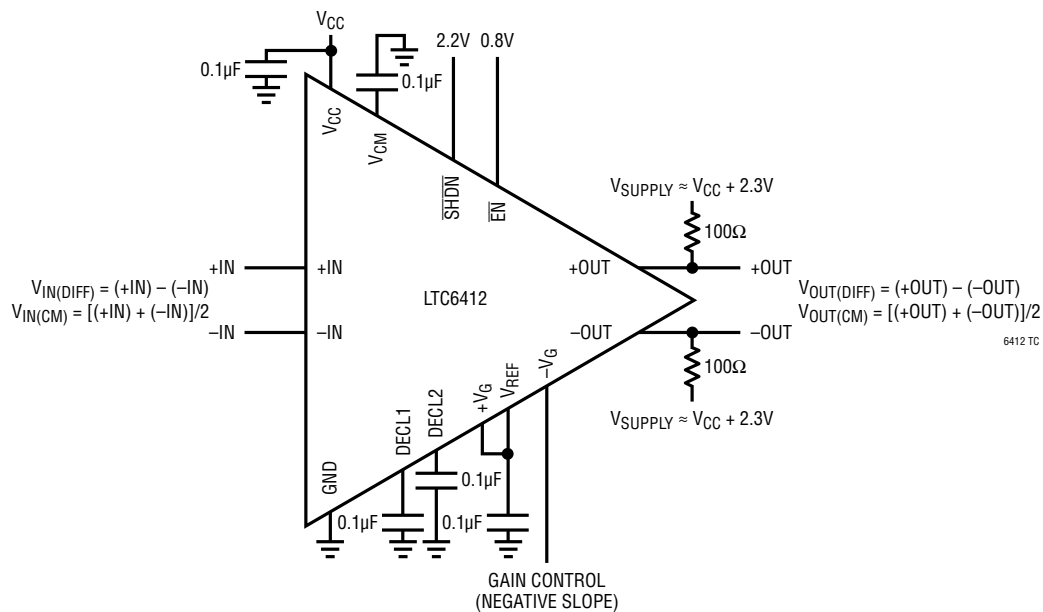 VCC
0.1µF
0.1µF
2.2V 0.8V
VCC
VCM
SHDN
EN
VSUPPLY ≈ VCC + 2.3V
100Ω
+IN
+IN
+OUT
+OUT
VIN(DIFF) = (+IN) – (–IN)
VIN(CM) = [(+IN) + (–IN)]/2
LTC6412
VOUT(DIFF) = (+OUT) – (–OUT)
VOUT(CM) = [(+OUT) + (–OUT)]/2
–IN
–IN
–OUT
–OUT
6412 TC
100Ω
VSUPPLY ≈ VCC + 2.3V
GND
DECL1
DECL2
+VG
VREF
–VG
0.1µF
0.1µF
0.1µF
GAIN CONTROL
(NEGATIVE SLOPE)